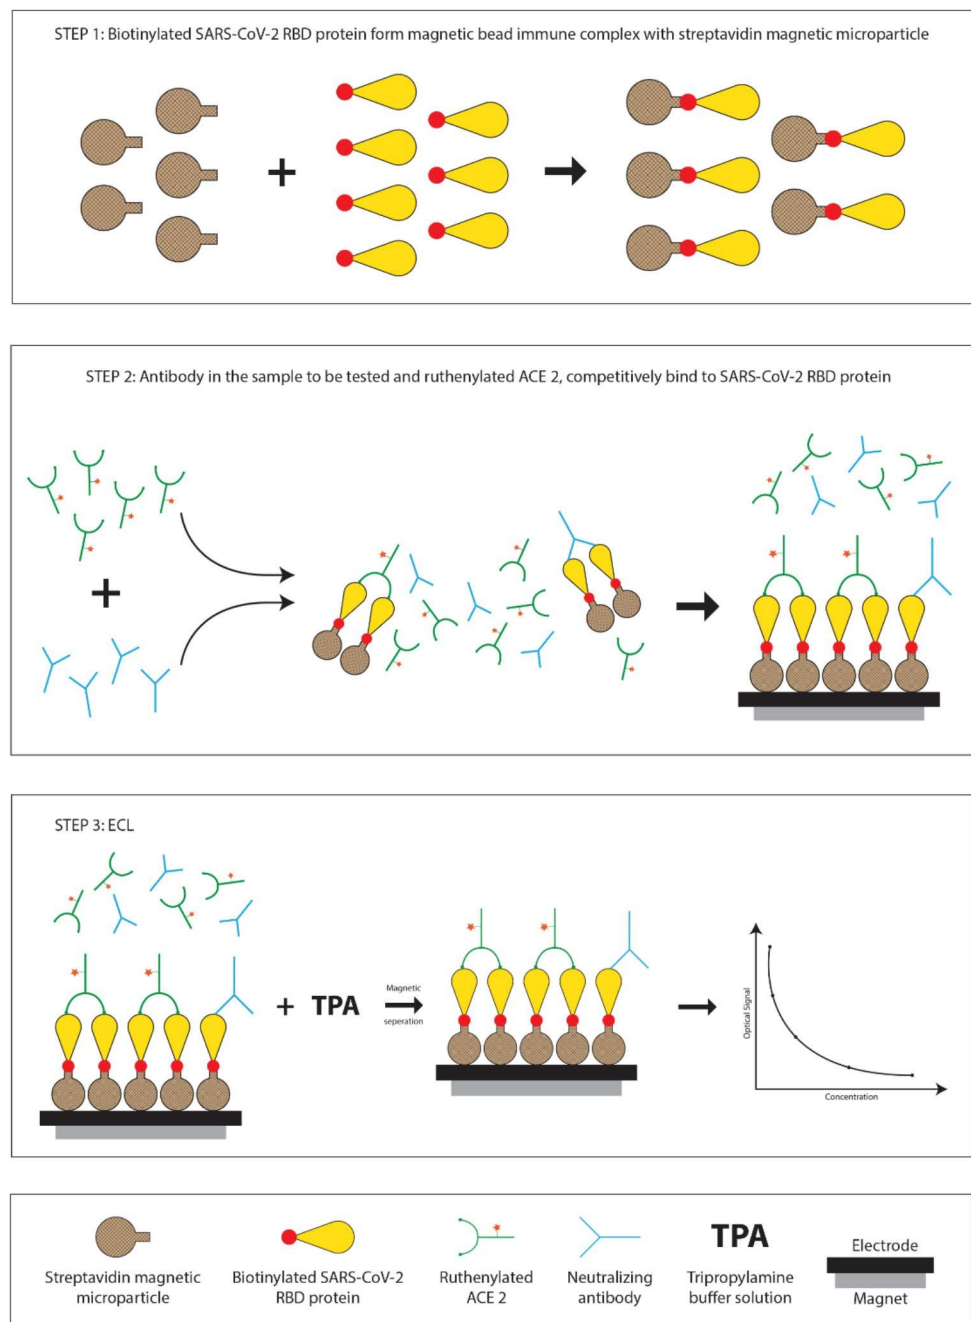 STEP 1: Biotinylated SARS-CoV-2 RBD protein form magnetic bead immune complex with streptavidin magnetic microparticle
STEP 2: Antibody in the sample to be tested and ruthenylated ACE 2, competitively bind to SARS-CoV-2 RBD protein
STEP 3: ECL
TPA
Magnetic
seperation
Optical Signal
Concentration
Streptavidin magnetic
microparticle
Biotinylated SARS-CoV-2
RBD protein
Ruthenylated
ACE 2
Neutralizing
antibody
TPA
Tripropylamine
buffer solution
Electrode
Magnet